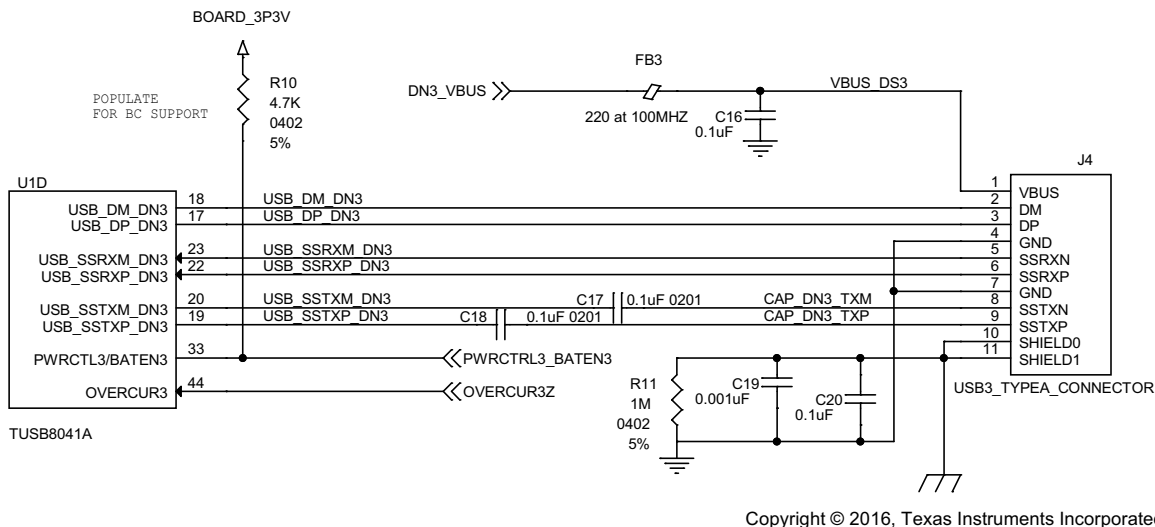 BOARD_3P3V
FB3
R10
4.7K
0402
5%
POPULATE
FOR BC SUPPORT
DN3_VBUS
VBUS_DS3
220 at 100MHZ
C16
0.1uF
J4
U1D
1
VBUS
USB_DM_DN3
18
USB_DM_DN3
2
DM
USB_DP_DN3
17
USB_DP_DN3
3
DP
4
GND
USB_SSRXM_DN3
23
USB_SSRXM_DN3
5
SSRXN
USB_SSRXP_DN3
22
USB_SSRXP_DN3
6
SSRXP
7
GND
USB_SSTXM_DN3
20
USB_SSTXM_DN3
C17
0.1uF 0201
CAP_DN3_TXM
8
SSTXN
USB_SSTXP_DN3
19
USB_SSTXP_DN3
C18
0.1uF 0201
CAP_DN3_TXP
9
SSTXP
10
SHIELD0
PWRCTL3/BATEN3
33
PWRCTRL3_BATEN3
11
SHIELD1
OVERCUR3
44
OVERCUR3Z
USB3_TYPEA_CONNECTOR
R11
1M
0402
5%
C19
0.001uF
C20
0.1uF
TUSB8041A
Copyright © 2016, Texas Instruments Incorporate